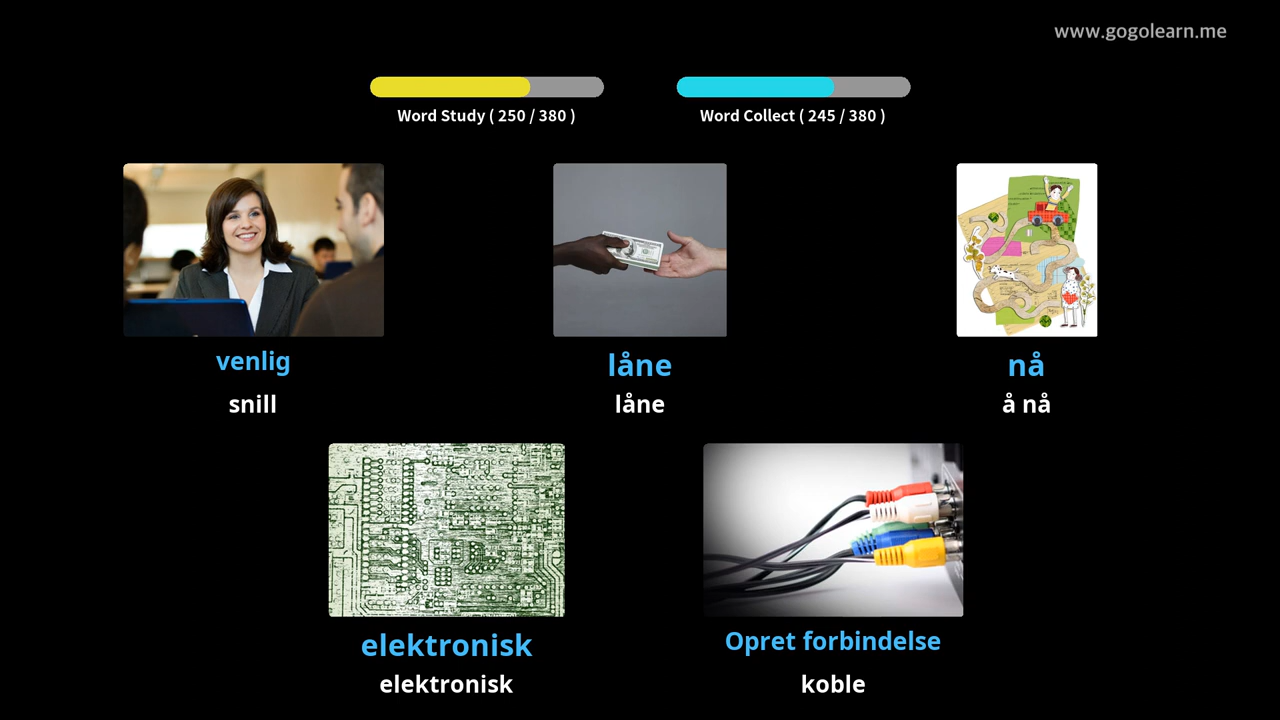 www.gogolearn.me
Word Study ( 250 / 380 )
Word Collect ( 245 / 380 )
venlig
snill
låne
låne
nå
å nå
elektronisk
elektronisk
Opret forbindelse
koble